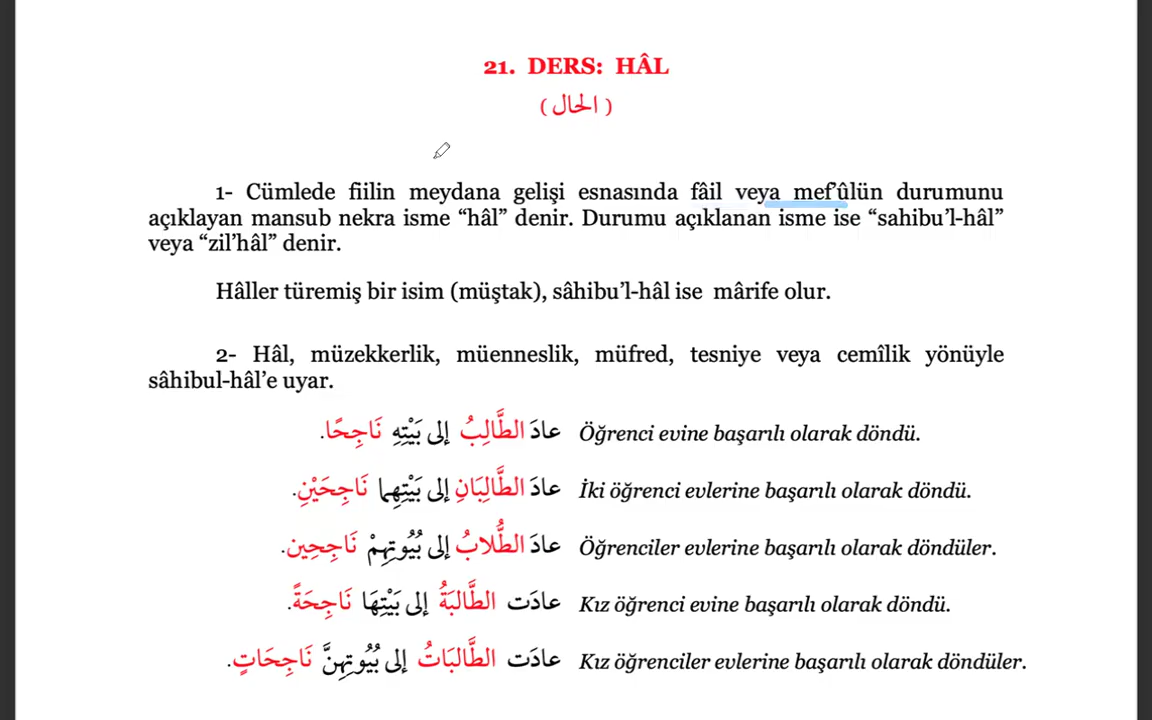 21. DERS: HÂL
( الحال )
1- Cümlede fiilin meydana gelişi esnasında fâil veya mef’ûlün durumunu
açıklayan mansub nekra isme “hâl” denir. Durumu açıklanan isme ise “sahibu’l-hâl”
veya “zil’hâl” denir.
Hâller türemiş bir isim (müştak), sâhibu’l-hâl ise mârife olur.
2- Hâl, müzekkerlik, müenneslik, müfred, tesniye veya cemîlik yönüyle
sâhibul-hâl’e uyar.
عادَ الطَّالِبُ إلى بَيْتِهِ نَاجِحًا. Öğrenci evine başarılı olarak döndü.
عادَ الطَّالِبَانِ إلى بَيْتِهِما نَاجِحَيْنِ. İki öğrenci evlerine başarılı olarak döndü.
عادَ الطُّلابُ إلى بُيُوتِهِمْ نَاجِحِين. Öğrenciler evlerine başarılı olarak döndüler.
عادَت الطَّالبَةُ إلى بَيْتِهَا نَاجِحَةً. Kız öğrenci evine başarılı olarak döndü.
عادَت الطَّالبَاتُ إلى بُيُوتِهِنَّ نَاجِحَاتٍ. Kız öğrenciler evlerine başarılı olarak döndüler.